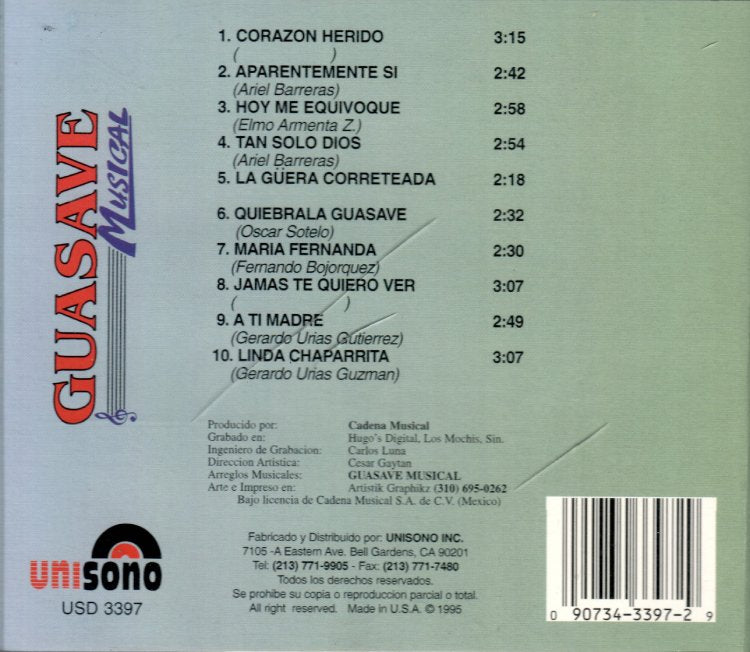 GUASAVE
MUSICAL
1. CORAZON HERIDO 3:15
( )
2. APARENTEMENTE SI 2:42
(Ariel Barreras)
3. HOY ME EQUIVOQUE 2:58
(Elmo Armenta Z.)
4. TAN SOLO DIOS 2:54
(Ariel Barreras)
5. LA GÜERA CORRETEADA 2:18
6. QUIEBRALA GUASAVE 2:32
(Oscar Sotelo)
7. MARIA FERNANDA 2:30
(Fernando Bojorquez)
8. JAMAS TE QUIERO VER 3:07
( )
9. A TI MADRE 2:49
(Gerardo Urias Gutierrez)
10. LINDA CHAPARRITA 3:07
(Gerardo Urias Guzman)
Producido por: Cadena Musical
Grabado en: Hugo's Digital, Los Mochis, Sin.
Ingeniero de Grabacion: Carlos Luna
Direccion Artistica: Cesar Gaytan
Arreglos Musicales: GUASAVE MUSICAL
Arte e Impreso en: Artistik Graphikz (310) 695-0262
Bajo licencia de Cadena Musical S.A. de C.V. (Mexico)
UNISONO
USD 3397
Fabricado y Distribuido por: UNISONO INC.
7105 -A Eastern Ave. Bell Gardens, CA 90201
Tel: (213) 771-9905 - Fax: (213) 771-7480
Todos los derechos reservados.
Se prohibe su copia o reproduccion parcial o total.
All right reserved. Made in U.S.A. © 1995
0 90734-3397-2 9